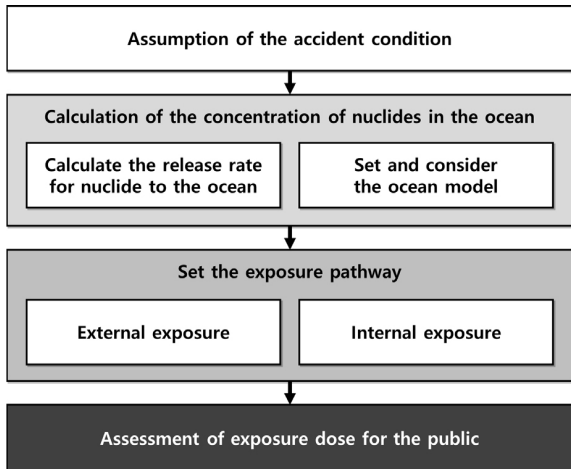 Assumption of the accident condition
Calculation of the concentration of nuclides in the ocean
Calculate the release rate
for nuclide to the ocean
Set and consider
the ocean model
Set the exposure pathway
External exposure
Internal exposure
Assessment of exposure dose for the public